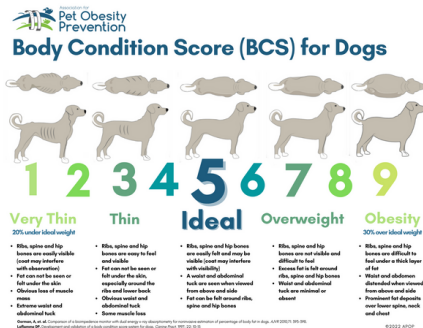 Association for
Pet Obesity
Prevention
Body Condition Score (BCS) for Dogs
1 2 3 4 5 6 7 8 9
Very Thin
20% under ideal weight
• Ribs, spine and hip
bones are easily visible
(coat may interfere
with observation)
• Fat can not be seen or
felt under the skin
• Obvious loss of muscle
mass
• Extreme waist and
abdominal tuck
Thin
• Ribs, spine and hip
bones are easy to feel
and visible
• Fat can not be seen or
felt under the skin,
especially around the
ribs and lower back
• Obvious waist and
abdominal tuck
• Some muscle loss
Ideal
• Ribs, spine and hip bones
are easily felt and may be
visible (coat may interfere
with visibility)
• A waist and abdominal
tuck are seen when viewed
from above and side
• Fat can be felt around ribs,
spine and hip bones
Overweight
• Ribs, spine and hip bones
are not visible and
difficult to feel
• Excess fat is felt around
ribs, spine and hip bones
• Waist and abdominal
tuck are minimal or
absent
Obesity
30% over ideal weight
• Ribs, spine and hip
bones are difficult to
feel under a thick layer
of fat
• Waist and abdomen
distended when viewed
from above and side
• Prominent fat deposits
over lower spine, neck
and chest
©2022 APOP